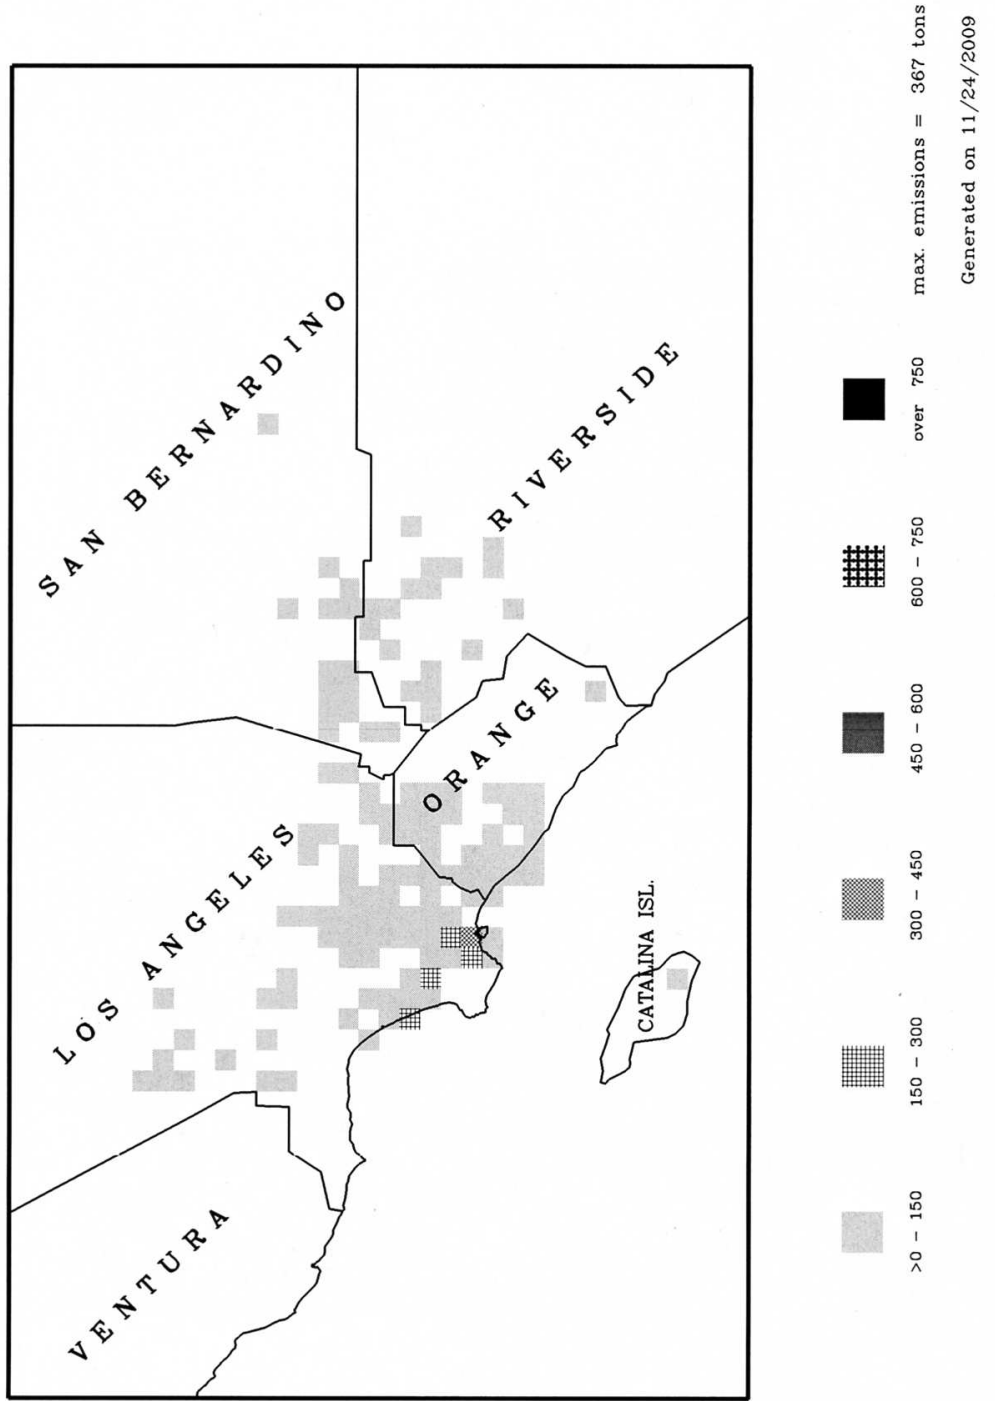 SAN BERNARDINO
RIVERSIDE
LOS ANGELES
ORANGE
VENTURA
CATALINA ISL.
>0 – 150
150 – 300
300 – 450
450 – 600
600 – 750
over 750
max. emissions = 367 tons
Generated on 11/24/2009